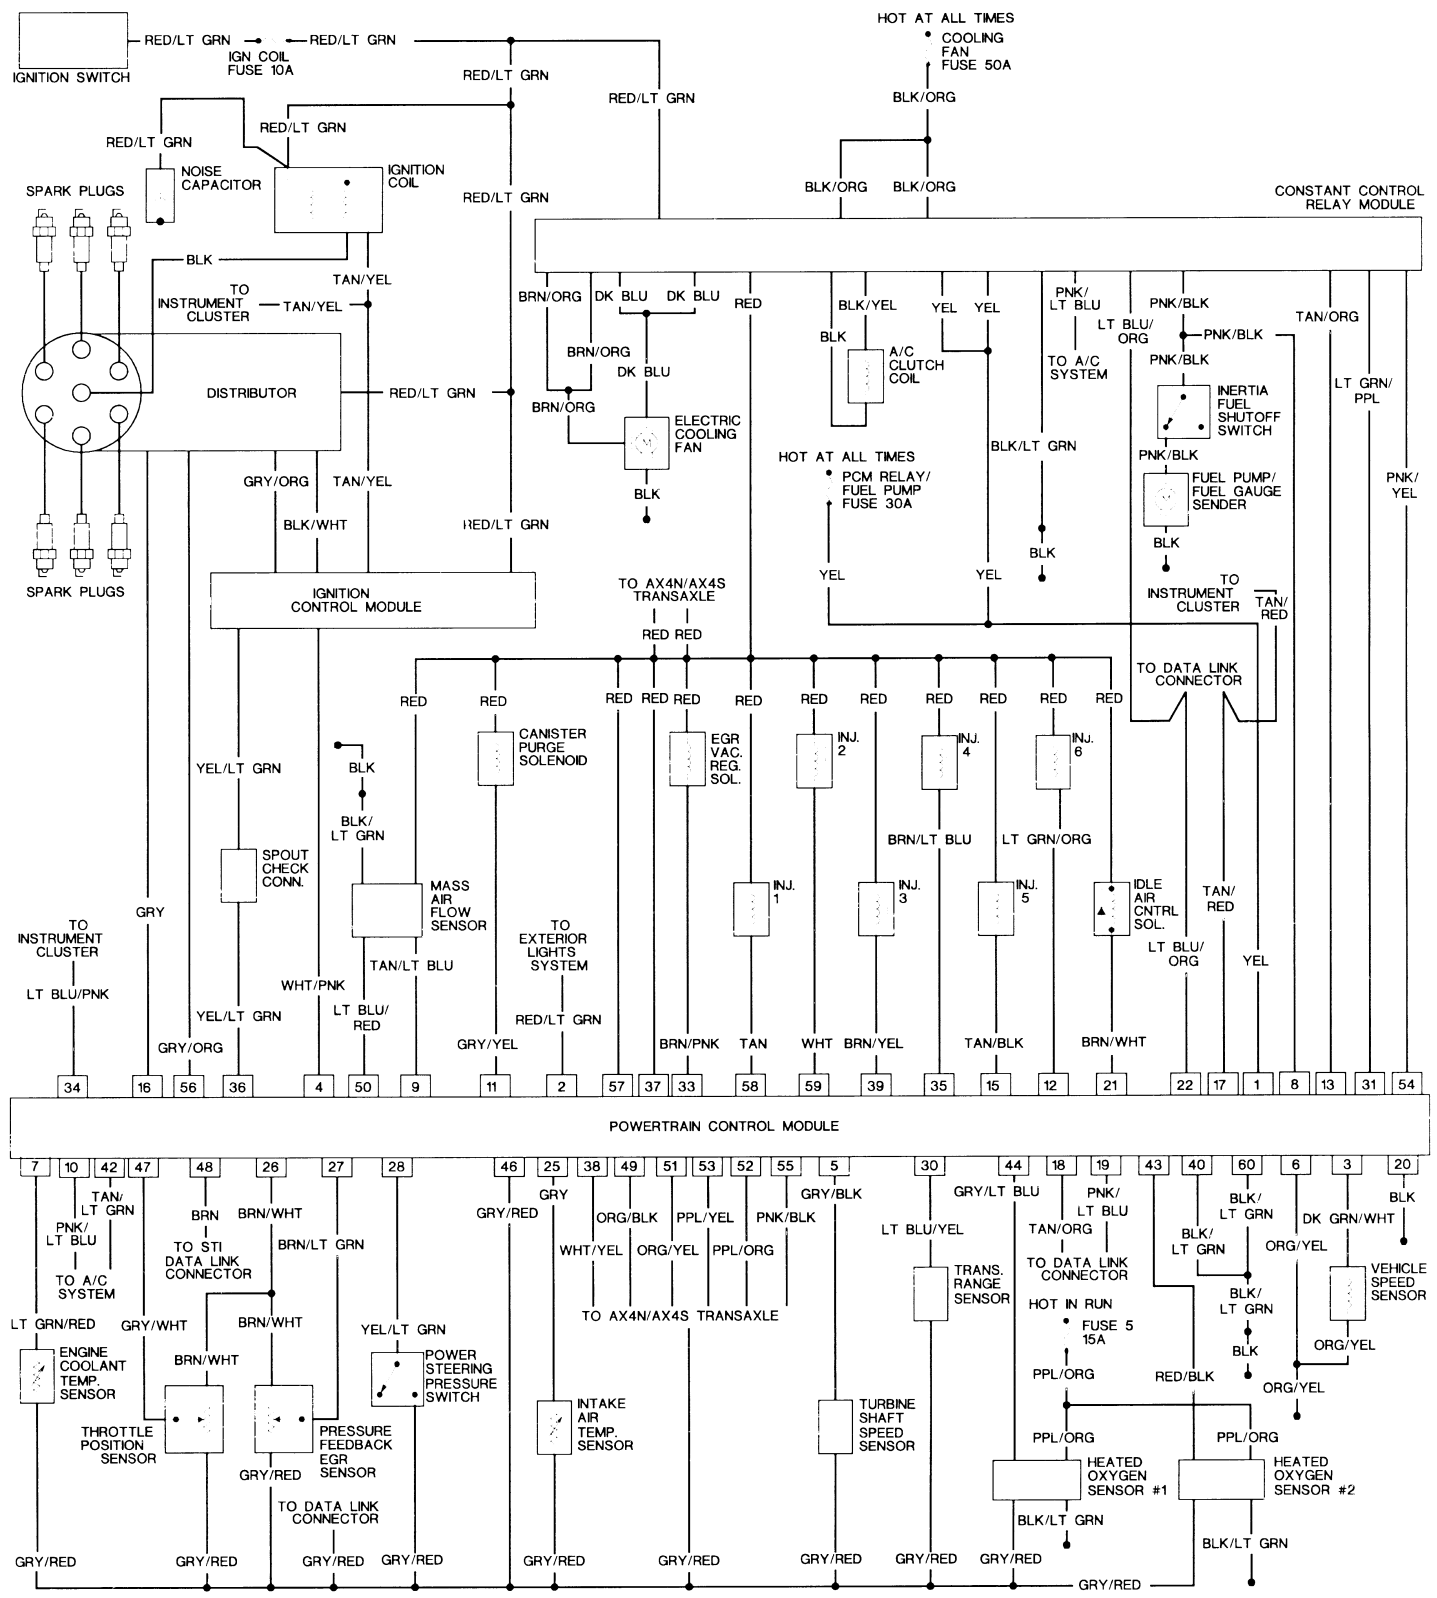 HOT AT ALL TIMES
RED/LT GRN
RED/LT GRN
COOLING
FAN
FUSE 50A
IGN COIL
FUSE 10A
IGNITION SWITCH
RED/LT GRN
RED/LT GRN
BLK/ORG
RED/LT GRN
RED/LT GRN
NOISE
CAPACITOR
IGNITION
COIL
SPARK PLUGS
RED/LT GRN
BLK/ORG
BLK/ORG
CONSTANT CONTROL
RELAY MODULE
BLK
TAN/YEL
TO
INSTRUMENT
CLUSTER
TAN/YEL
BRN/ORG
DK BLU
DK BLU
RED
BLK/YEL
YEL
YEL
PNK/
LT BLU
LT BLU/
ORG
PNK/BLK
TAN/ORG
BLK
PNK/BLK
BRN/ORG
DK BLU
A/C
CLUTCH
COIL
TO A/C
SYSTEM
PNK/BLK
LT GRN/
PPL
DISTRIBUTOR
RED/LT GRN
BRN/ORG
INERTIA
FUEL
SHUTOFF
SWITCH
ELECTRIC
COOLING
FAN
M
BLK/LT GRN
HOT AT ALL TIMES
PNK/BLK
GRY/ORG
TAN/YEL
BLK
PCM RELAY/
FUEL PUMP
FUSE 30A
FUEL PUMP/
FUEL GAUGE
SENDER
M
PNK/
YEL
BLK/WHT
RED/LT GRN
BLK
BLK
SPARK PLUGS
IGNITION
CONTROL MODULE
TO AX4N/AX4S
TRANSAXLE
YEL
YEL
TO
INSTRUMENT
CLUSTER
TAN/
RED
RED RED
TO DATA LINK
CONNECTOR
RED
RED
RED
RED
RED
RED
RED
RED
RED
RED
RED
RED
CANISTER
PURGE
SOLENOID
EGR
VAC.
REG.
SOL.
INJ.
2
INJ.
4
INJ.
6
YEL/LT GRN
BLK
BLK/
LT GRN
BRN/LT BLU
LT GRN/ORG
SPOUT
CHECK
CONN.
MASS
AIR
FLOW
SENSOR
INJ.
1
INJ.
3
INJ.
5
IDLE
AIR
CNTRL
SOL.
TAN/
RED
GRY
TO
INSTRUMENT
CLUSTER
TO
EXTERIOR
LIGHTS
SYSTEM
LT BLU/
ORG
YEL
LT BLU/PNK
WHT/PNK
TAN/LT BLU
YEL/LT GRN
LT BLU/
RED
RED/LT GRN
GRY/ORG
GRY/YEL
BRN/PNK
TAN
WHT
BRN/YEL
TAN/BLK
BRN/WHT
34
16
56
36
4
50
9
11
2
57
37
33
58
59
39
35
15
12
21
22
17
1
8
13
31
54
POWERTRAIN CONTROL MODULE
7
10
42
47
48
26
27
28
46
25
38
49
51
53
52
55
5
30
44
18
19
43
40
60
6
3
20
TAN/
LT GRN
PNK/
LT BLU
BRN
BRN/WHT
BRN/LT GRN
GRY/RED
GRY
WHT/YEL
ORG/BLK
ORG/YEL
PPL/YEL
PPL/ORG
PNK/BLK
GRY/BLK
LT BLU/YEL
GRY/LT BLU
TAN/ORG
PNK/
LT BLU
BLK/
LT GRN
BLK/
LT GRN
ORG/YEL
DK GRN/WHT
BLK
TO STI
DATA LINK
CONNECTOR
TO A/C
SYSTEM
TO DATA LINK
CONNECTOR
TRANS.
RANGE
SENSOR
VEHICLE
SPEED
SENSOR
BLK/
LT GRN
TO AX4N/AX4S TRANSAXLE
HOT IN RUN
FUSE 5
15A
LT GRN/RED
GRY/WHT
BRN/WHT
YEL/LT GRN
BLK
ORG/YEL
BRN/WHT
ENGINE
COOLANT
TEMP.
SENSOR
POWER
STEERING
PRESSURE
SWITCH
PPL/ORG
RED/BLK
ORG/YEL
THROTTLE
POSITION
SENSOR
PRESSURE
FEEDBACK
EGR
SENSOR
INTAKE
AIR
TEMP.
SENSOR
TURBINE
SHAFT
SPEED
SENSOR
PPL/ORG
PPL/ORG
GRY/RED
HEATED
OXYGEN
SENSOR #1
HEATED
OXYGEN
SENSOR #2
TO DATA LINK
CONNECTOR
BLK/LT GRN
BLK/LT GRN
GRY/RED
GRY/RED
GRY/RED
GRY/RED
GRY/RED
GRY/RED
GRY/RED
GRY/RED
GRY/RED
GRY/RED